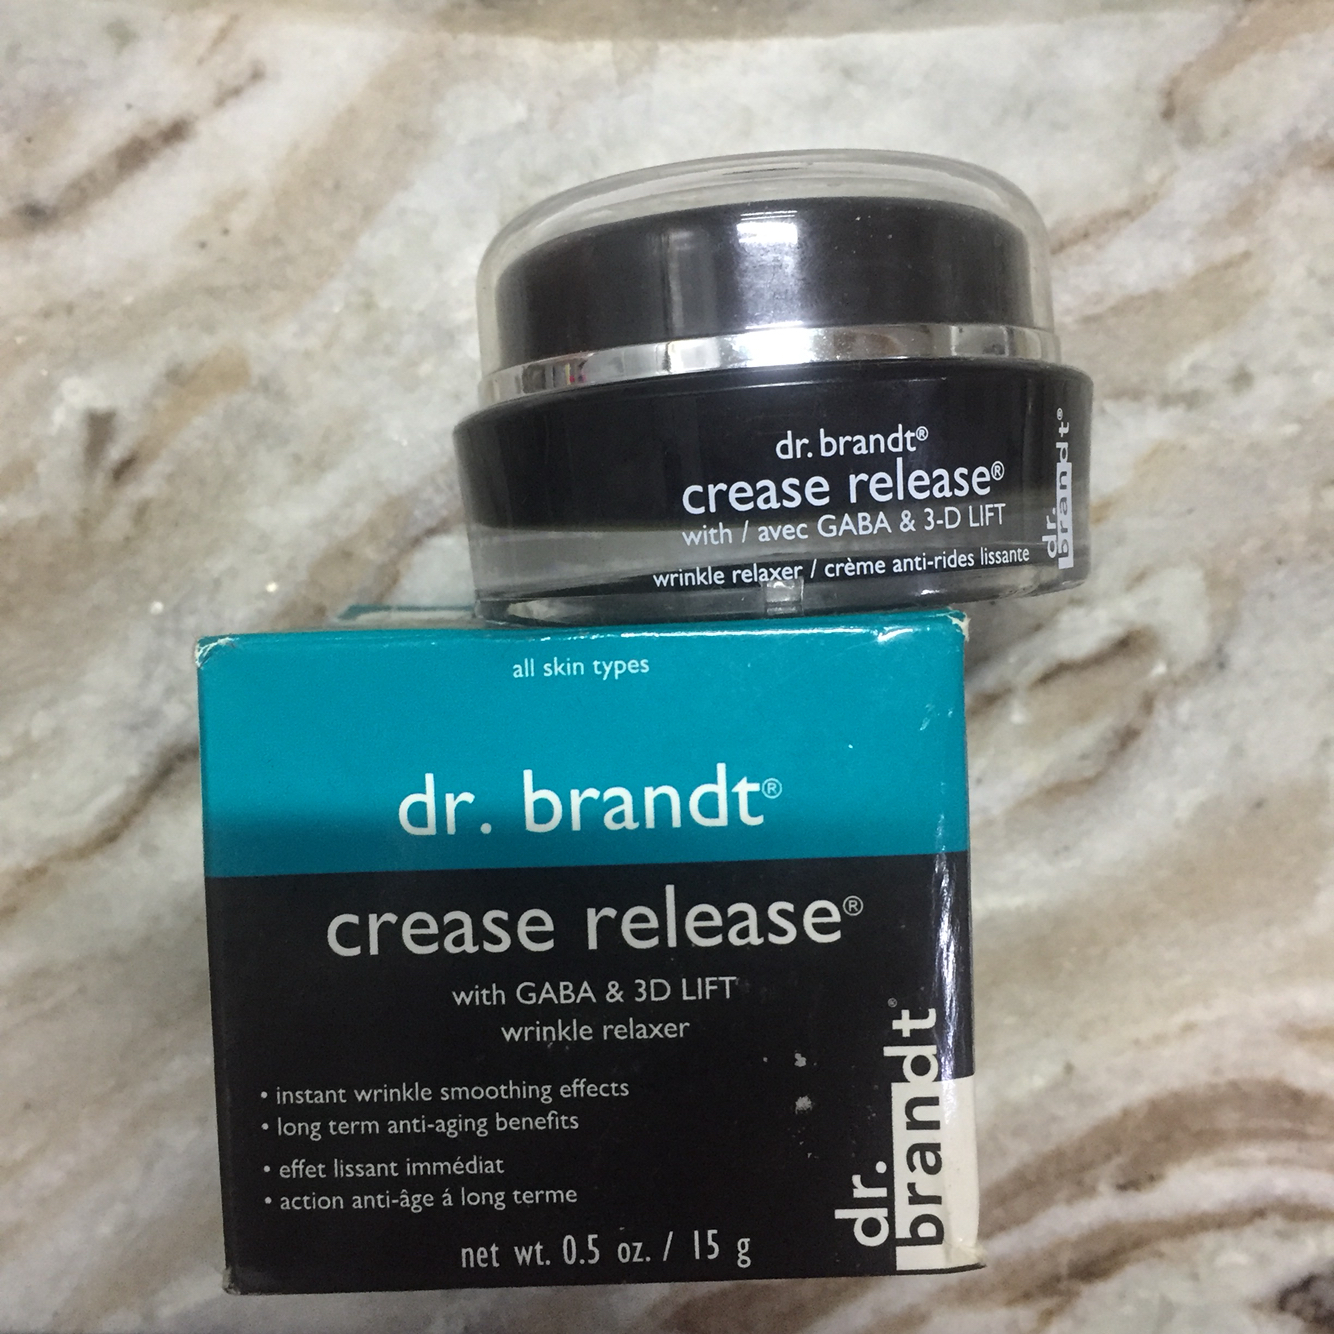 dr. brandt®
crease release®
with / avec GABA & 3-D LIFT
wrinkle relaxer / crème anti-rides lissante
dr. brandt®
all skin types
dr. brandt®
crease release®
with GABA & 3D LIFT
wrinkle relaxer
• instant wrinkle smoothing effects
• long term anti-aging benefits
• effet lissant immédiat
• action anti-âge á long terme
net wt. 0.5 oz. / 15 g
dr. brandt®